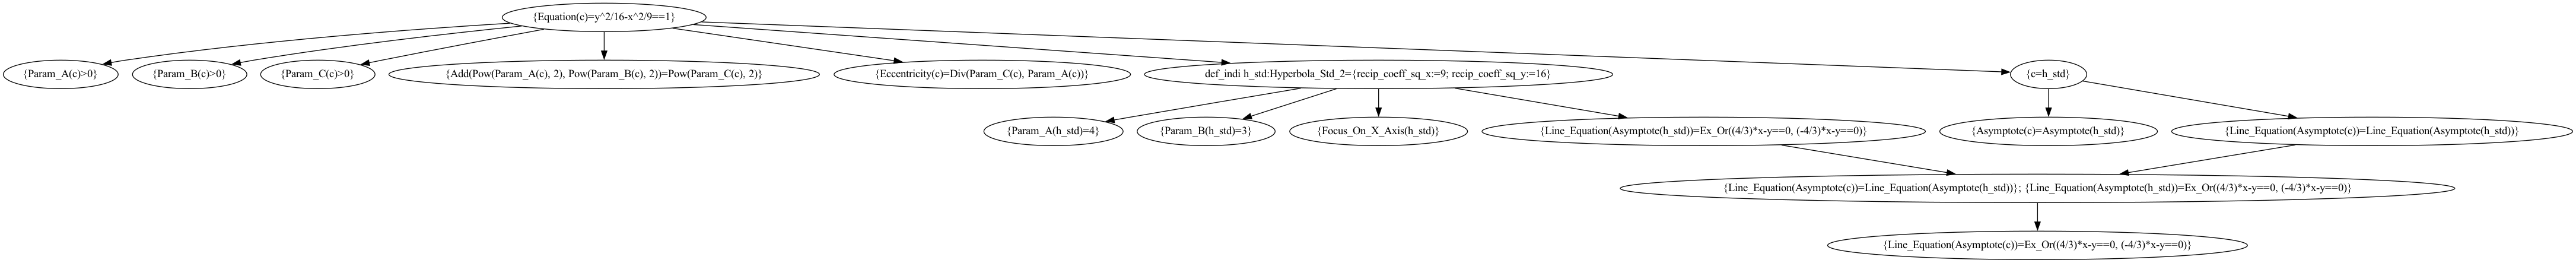 {Equation(c)=y^2/16-x^2/9==1}
{Param_A(c)>0}
{Param_B(c)>0}
{Param_C(c)>0}
{Add(Pow(Param_A(c), 2), Pow(Param_B(c), 2))=Pow(Param_C(c), 2)}
{Eccentricity(c)=Div(Param_C(c), Param_A(c))}
def_indi h_std:Hyperbola_Std_2={recip_coeff_sq_x:=9; recip_coeff_sq_y:=16}
{c=h_std}
{Param_A(h_std)=4}
{Param_B(h_std)=3}
{Focus_On_X_Axis(h_std)}
{Line_Equation(Asymptote(h_std))=Ex_Or((4/3)*x-y==0, (-4/3)*x-y==0)}
{Asymptote(c)=Asymptote(h_std)}
{Line_Equation(Asymptote(c))=Line_Equation(Asymptote(h_std))}
{Line_Equation(Asymptote(c))=Line_Equation(Asymptote(h_std))}; {Line_Equation(Asymptote(h_std))=Ex_Or((4/3)*x-y==0, (-4/3)*x-y==0)}
{Line_Equation(Asymptote(c))=Ex_Or((4/3)*x-y==0, (-4/3)*x-y==0)}